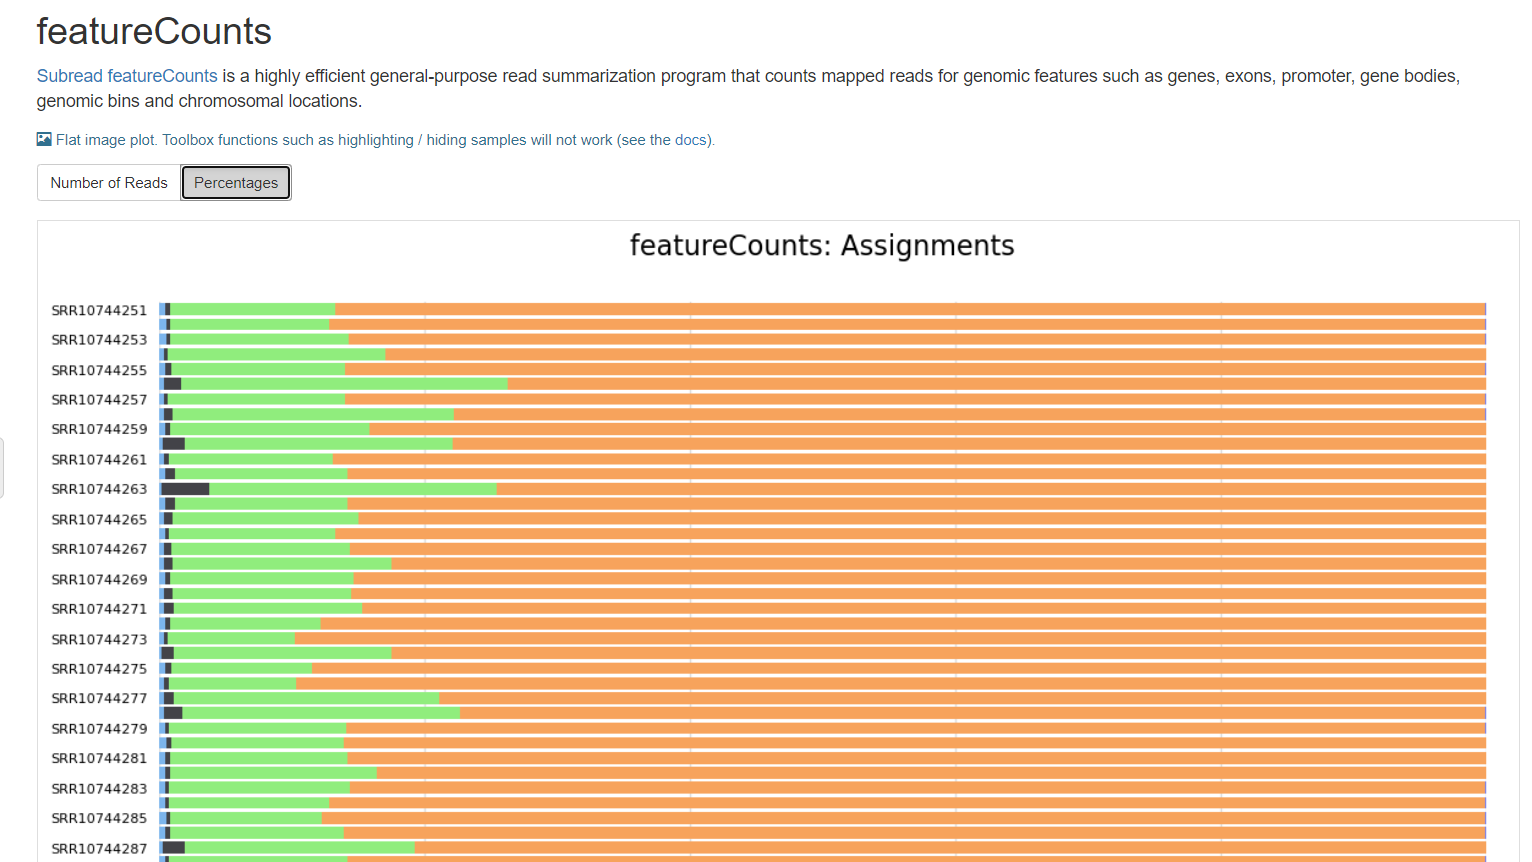 featureCounts
Subread featureCounts is a highly efficient general-purpose read summarization program that counts mapped reads for genomic features such as genes, exons, promoter, gene bodies,
genomic bins and chromosomal locations.
Flat image plot. Toolbox functions such as highlighting / hiding samples will not work (see the docs).
Number of Reads Percentages
featureCounts: Assignments
SRR10744251
SRR10744253
SRR10744255
SRR10744257
SRR10744259
SRR10744261
SRR10744263
SRR10744265
SRR10744267
SRR10744269
SRR10744271
SRR10744273
SRR10744275
SRR10744277
SRR10744279
SRR10744281
SRR10744283
SRR10744285
SRR10744287